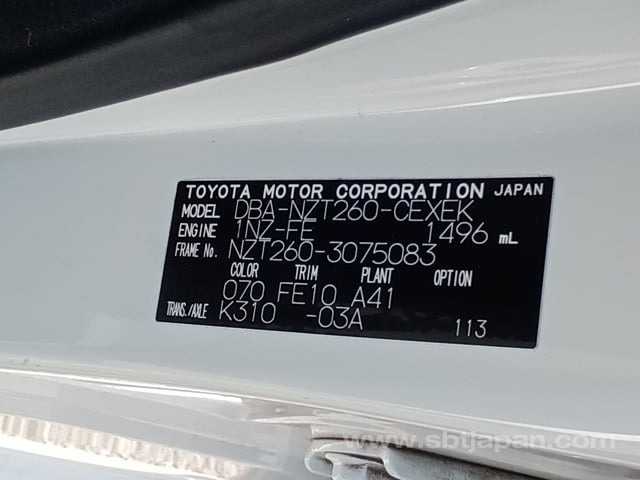 TOYOTA MOTOR CORPORATION JAPAN
MODEL DBA-NZT260-CEXEK
ENGINE 1NZ-FE 1496 mL
FRAME No. NZT260-3075083
COLOR TRIM PLANT OPTION
070 FE10 A41
TRANS./AXLE K310 -03A 113
www.sbtjapan.com